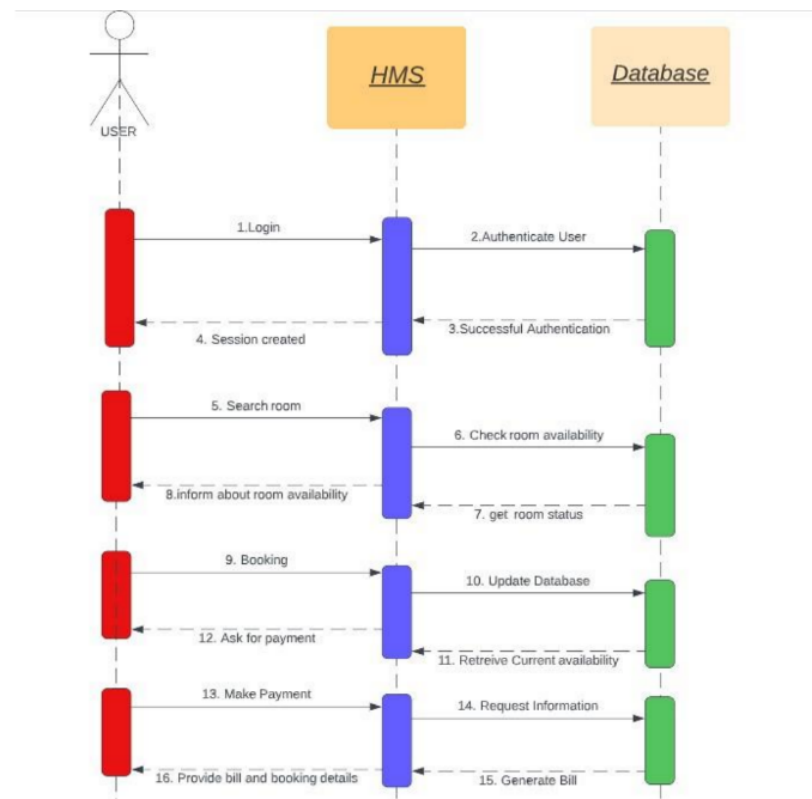 HMS
Database
USER
1.Login
2.Authenticate User
3.Successful Authentication
4. Session created
5. Search room
6. Check room availability
7. get room status
8.inform about room availability
9. Booking
10. Update Database
11. Retreive Current availability
12. Ask for payment
13. Make Payment
14. Request Information
15. Generate Bill
16. Provide bill and booking details